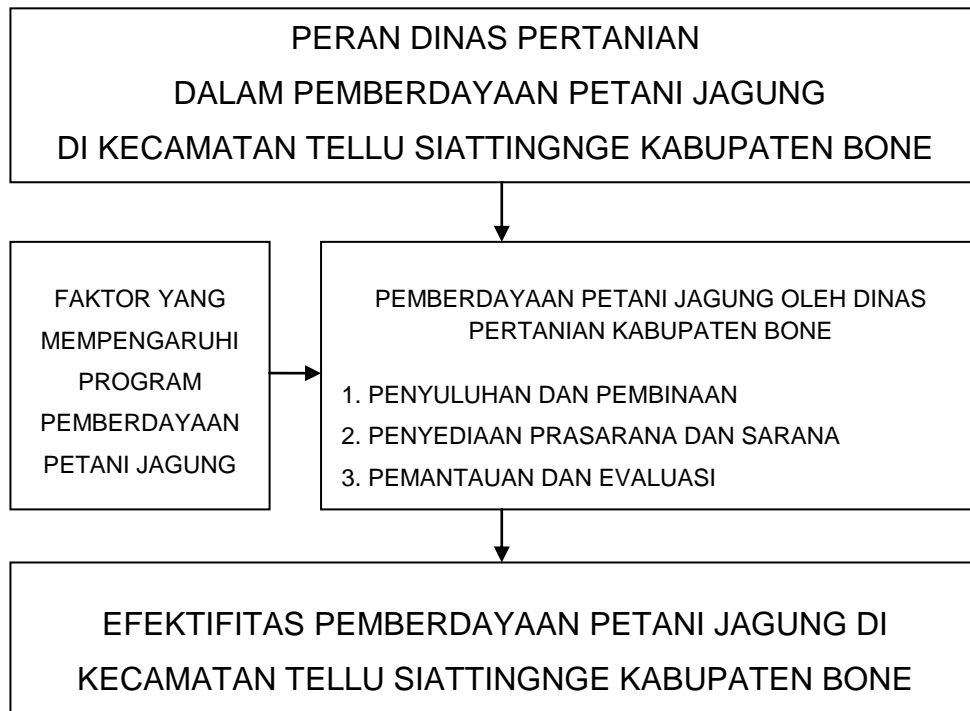 PERAN DINAS PERTANIAN
DALAM PEMBERDAYAAN PETANI JAGUNG
DI KECAMATAN TELLU SIATTINGNGE KABUPATEN BONE
FAKTOR YANG
MEMPENGARUHI
PROGRAM
PEMBERDAYAAN
PETANI JAGUNG
PEMBERDAYAAN PETANI JAGUNG OLEH DINAS
PERTANIAN KABUPATEN BONE
1. PENYULUHAN DAN PEMBINAAN
2. PENYEDIAAN PRASARANA DAN SARANA
3. PEMANTAUAN DAN EVALUASI
EFEKTIFITAS PEMBERDAYAAN PETANI JAGUNG DI
KECAMATAN TELLU SIATTINGNGE KABUPATEN BONE